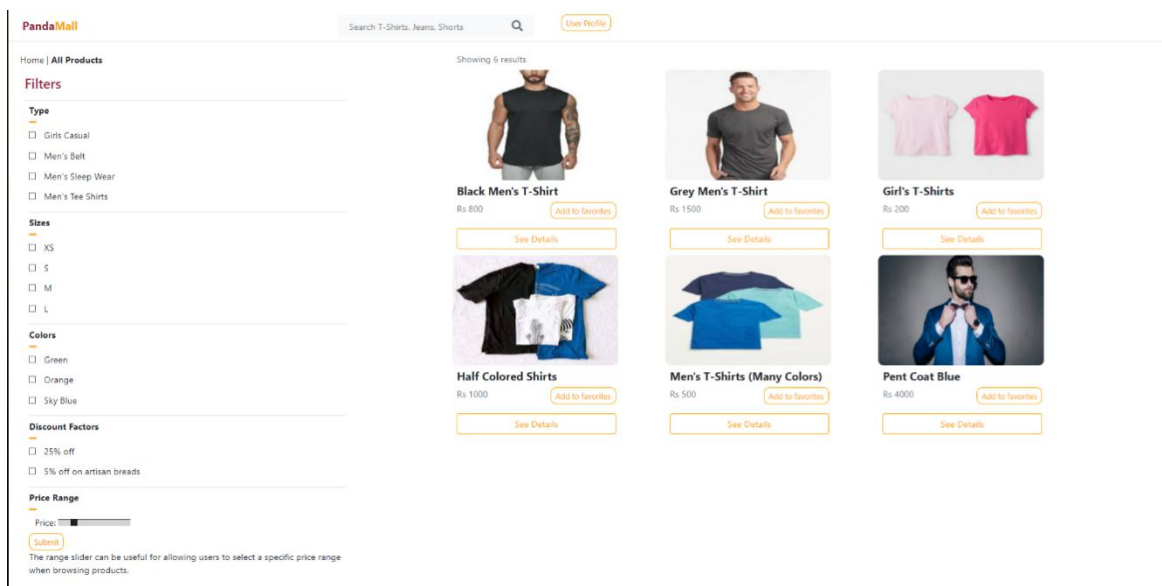 PandaMall
Search T-Shirts, Jeans, Shorts
User Profile
Home | All Products
Filters
Type
Girls Casual
Men's Belt
Men's Sleep Wear
Men's Tee Shirts
Sizes
XS
S
M
L
Colors
Green
Orange
Sky Blue
Discount Factors
25% off
5% off on artisan breads
Price Range
Price:
Submit
The range slider can be useful for allowing users to select a specific price range
when browsing products.
Showing 6 results
Black Men's T-Shirt
Rs 800
Add to favorites
See Details
Grey Men's T-Shirt
Rs 1500
Add to favorites
See Details
Girl's T-Shirts
Rs 200
Add to favorites
See Details
Half Colored Shirts
Rs 1000
Add to favorites
See Details
Men's T-Shirts (Many Colors)
Rs 500
Add to favorites
See Details
Pent Coat Blue
Rs 4000
Add to favorites
See Details